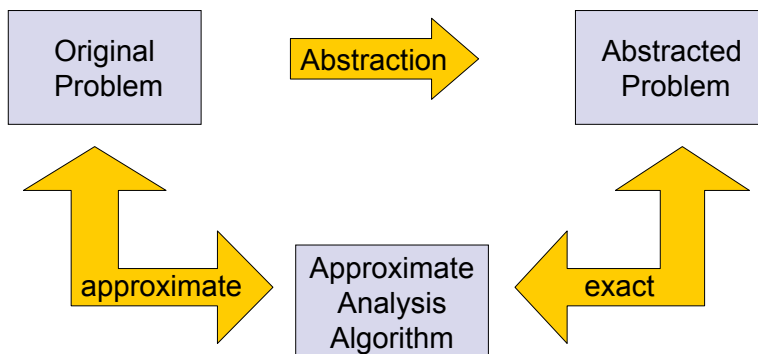 Original
Problem
Abstraction
Abstracted
Problem
approximate
Approximate
Analysis
Algorithm
exact